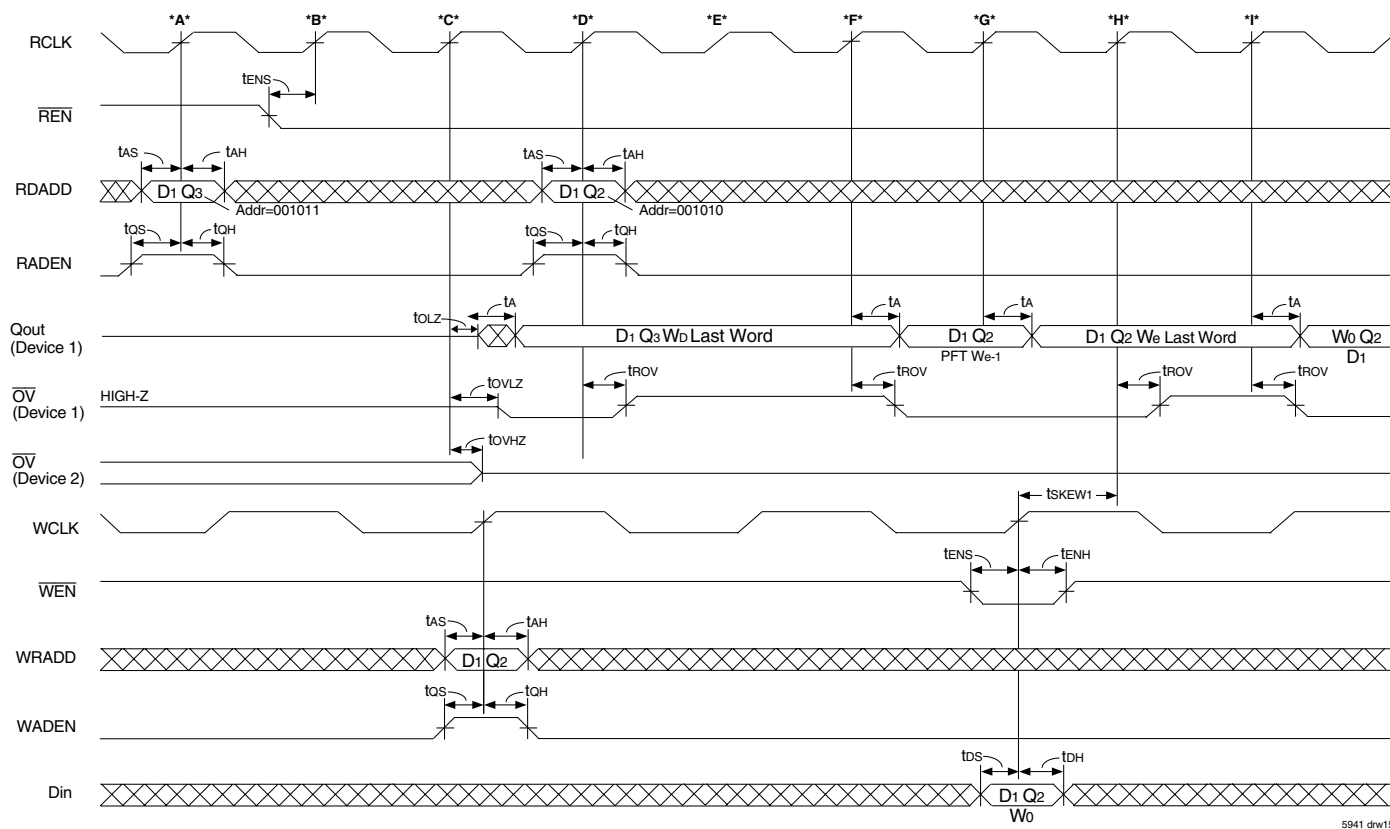 *A* *B* *C* *D* *E* *F* *G* *H* *I*
RCLK
tENS
REN
tAS tAH tAS tAH
RDADD D1 Q3 D1 Q2
Addr=001011 Addr=001010
tQS tQH tQS tQH
RADEN
tA tA tA tA
tOLZ
Qout
(Device 1)
D1 Q3 WD Last Word D1 Q2 D1 Q2 We Last Word W0 Q2
PFT We-1 D1
tOVLZ tROV tROV tROV tROV
OV
(Device 1)
HIGH-Z
tOVHZ
OV
(Device 2)
tSKEW1
WCLK
tENS tENH
WEN
tAS tAH
WRADD D1 Q2
tQS tQH
WADEN
tDS tDH
Din D1 Q2
W0
5941 drw15